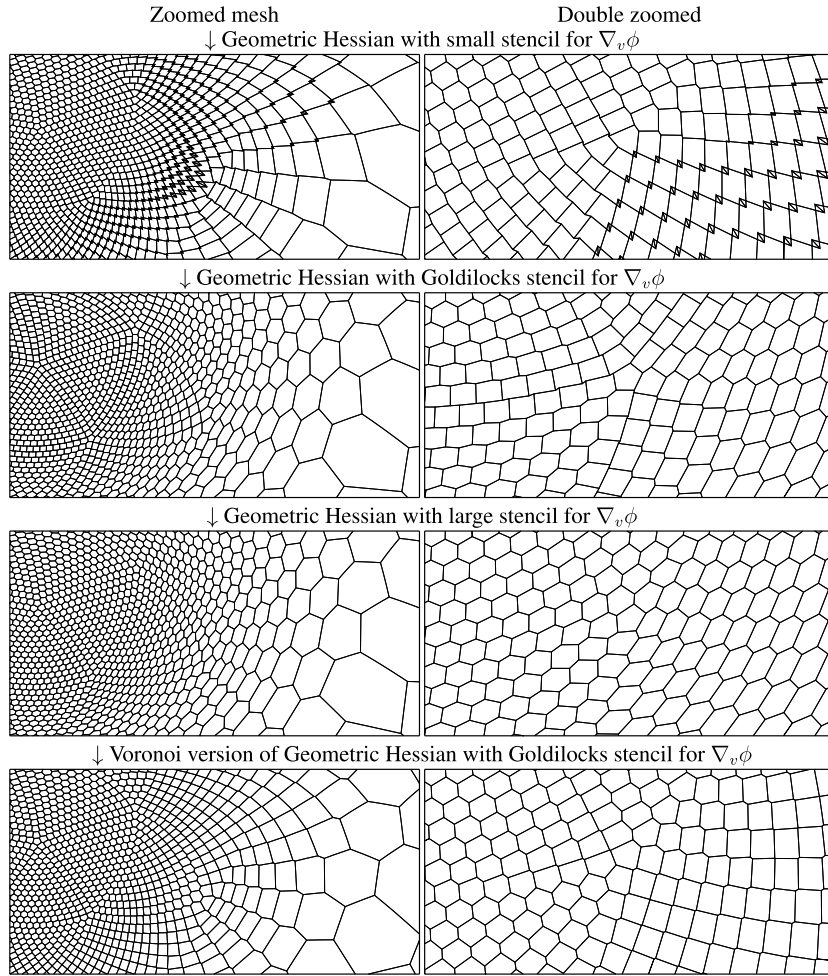 Zoomed mesh Double zoomed
↓ Geometric Hessian with small stencil for ∇ᵥϕ
↓ Geometric Hessian with Goldilocks stencil for ∇ᵥϕ
↓ Geometric Hessian with large stencil for ∇ᵥϕ
↓ Voronoi version of Geometric Hessian with Goldilocks stencil for ∇ᵥϕ